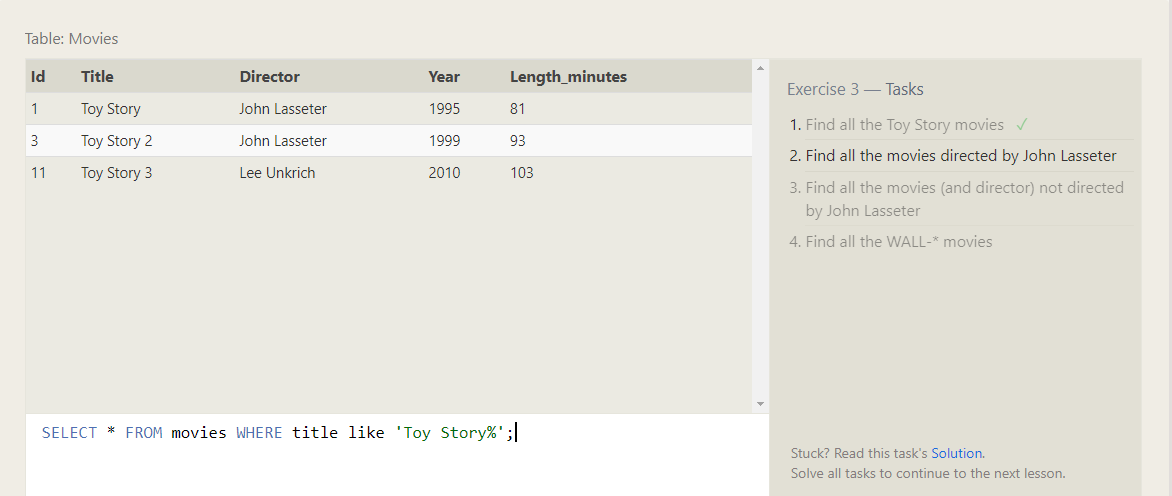 Table: Movies
Id Title Director Year Length_minutes
1 Toy Story John Lasseter 1995 81
3 Toy Story 2 John Lasseter 1999 93
11 Toy Story 3 Lee Unkrich 2010 103
SELECT * FROM movies WHERE title like 'Toy Story%';
Exercise 3 — Tasks
1. Find all the Toy Story movies ✓
2. Find all the movies directed by John Lasseter
3. Find all the movies (and director) not directed
by John Lasseter
4. Find all the WALL-* movies
Stuck? Read this task's Solution.
Solve all tasks to continue to the next lesson.